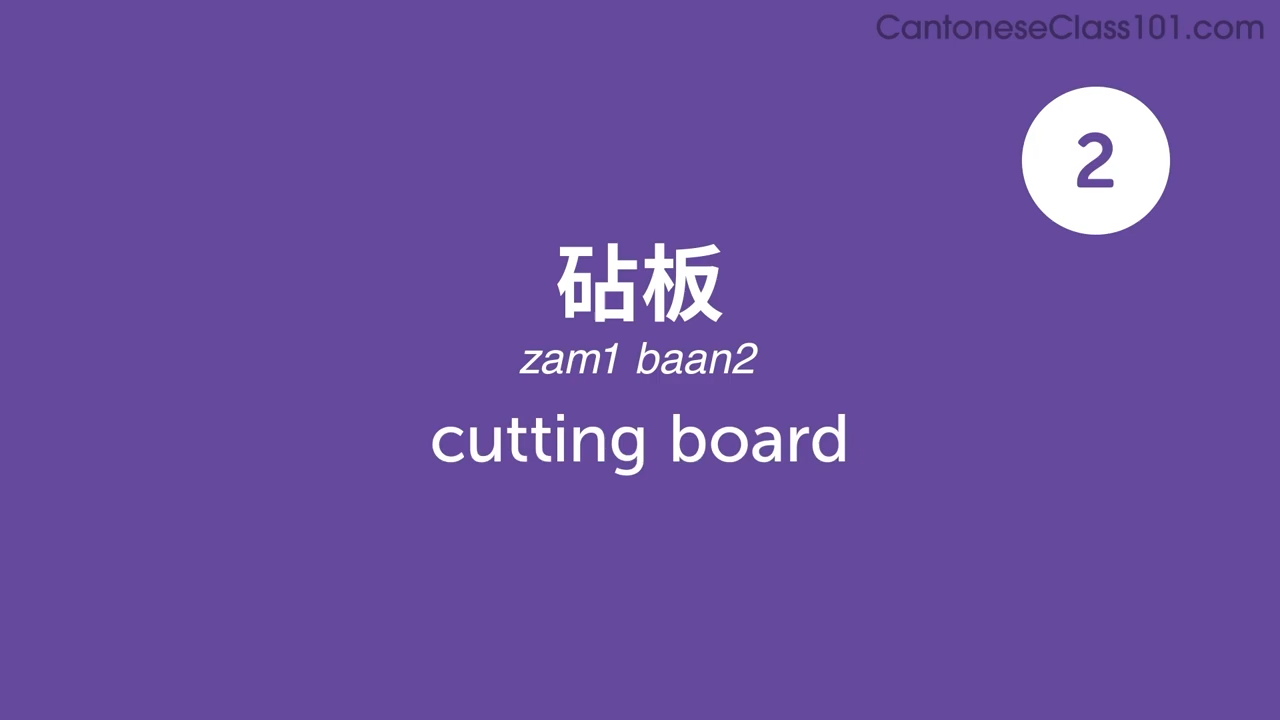 CantoneseClass101.com
2
砧板
zam1 baan2
cutting board